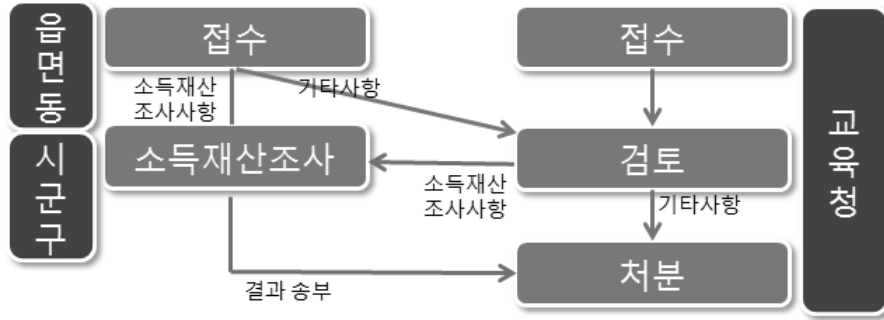 읍면동
접수
접수
소득재산
조사사항
기타사항
시군구
소득재산조사
검토
교육청
소득재산
조사사항
기타사항
처분
결과 송부